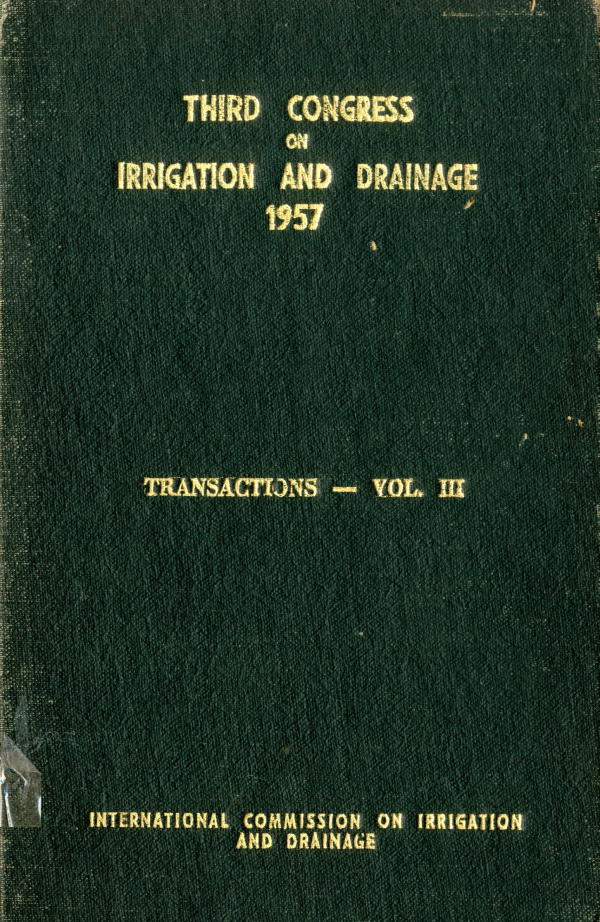 THIRD CONGRESS
ON
IRRIGATION AND DRAINAGE
1957
TRANSACTIONS — VOL. III
INTERNATIONAL COMMISSION ON IRRIGATION
AND DRAINAGE